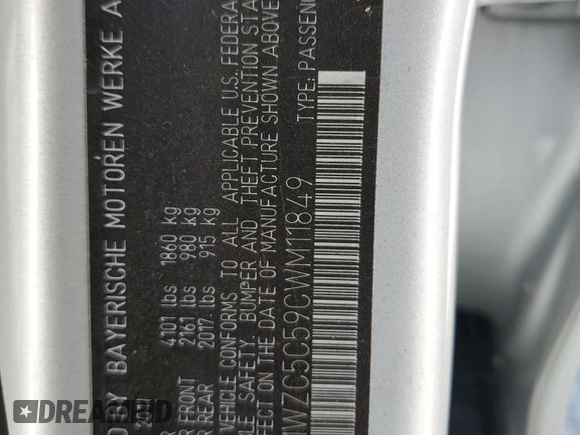 D BY BAYERISCHE MOTOREN WERKE A
4101 lbs 1860 kg
FRONT 2161 lbs 980 kg
REAR 2017 lbs 915 kg
VEHICLE CONFORMS TO ALL APPLICABLE U.S. FEDERA
LE SAFETY, BUMPER AND THEFT PREVENTION STA
ON THE DATE OF MANUFACTURE SHOWN ABOVE
WZC5C59CWM11849 TYPE: PASSENG
DREAMBID